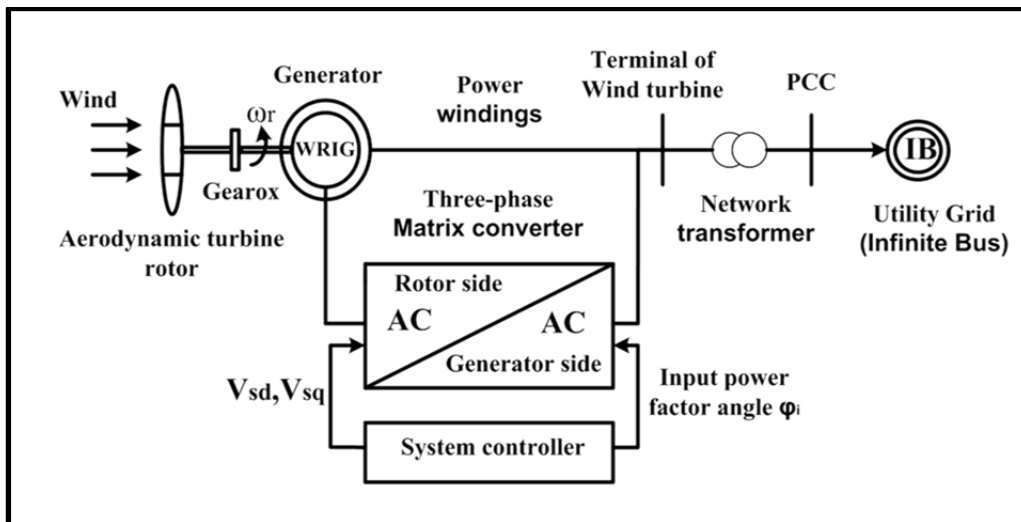 Wind
ωr
Gearox
Aerodynamic turbine
rotor
Generator
WRIG
Power
windings
Terminal of
Wind turbine
PCC
IB
Network
transformer
Utility Grid
(Infinite Bus)
Three-phase
Matrix converter
Rotor side
AC
AC
Generator side
Vsd,Vsq
Input power
factor angle φi
System controller